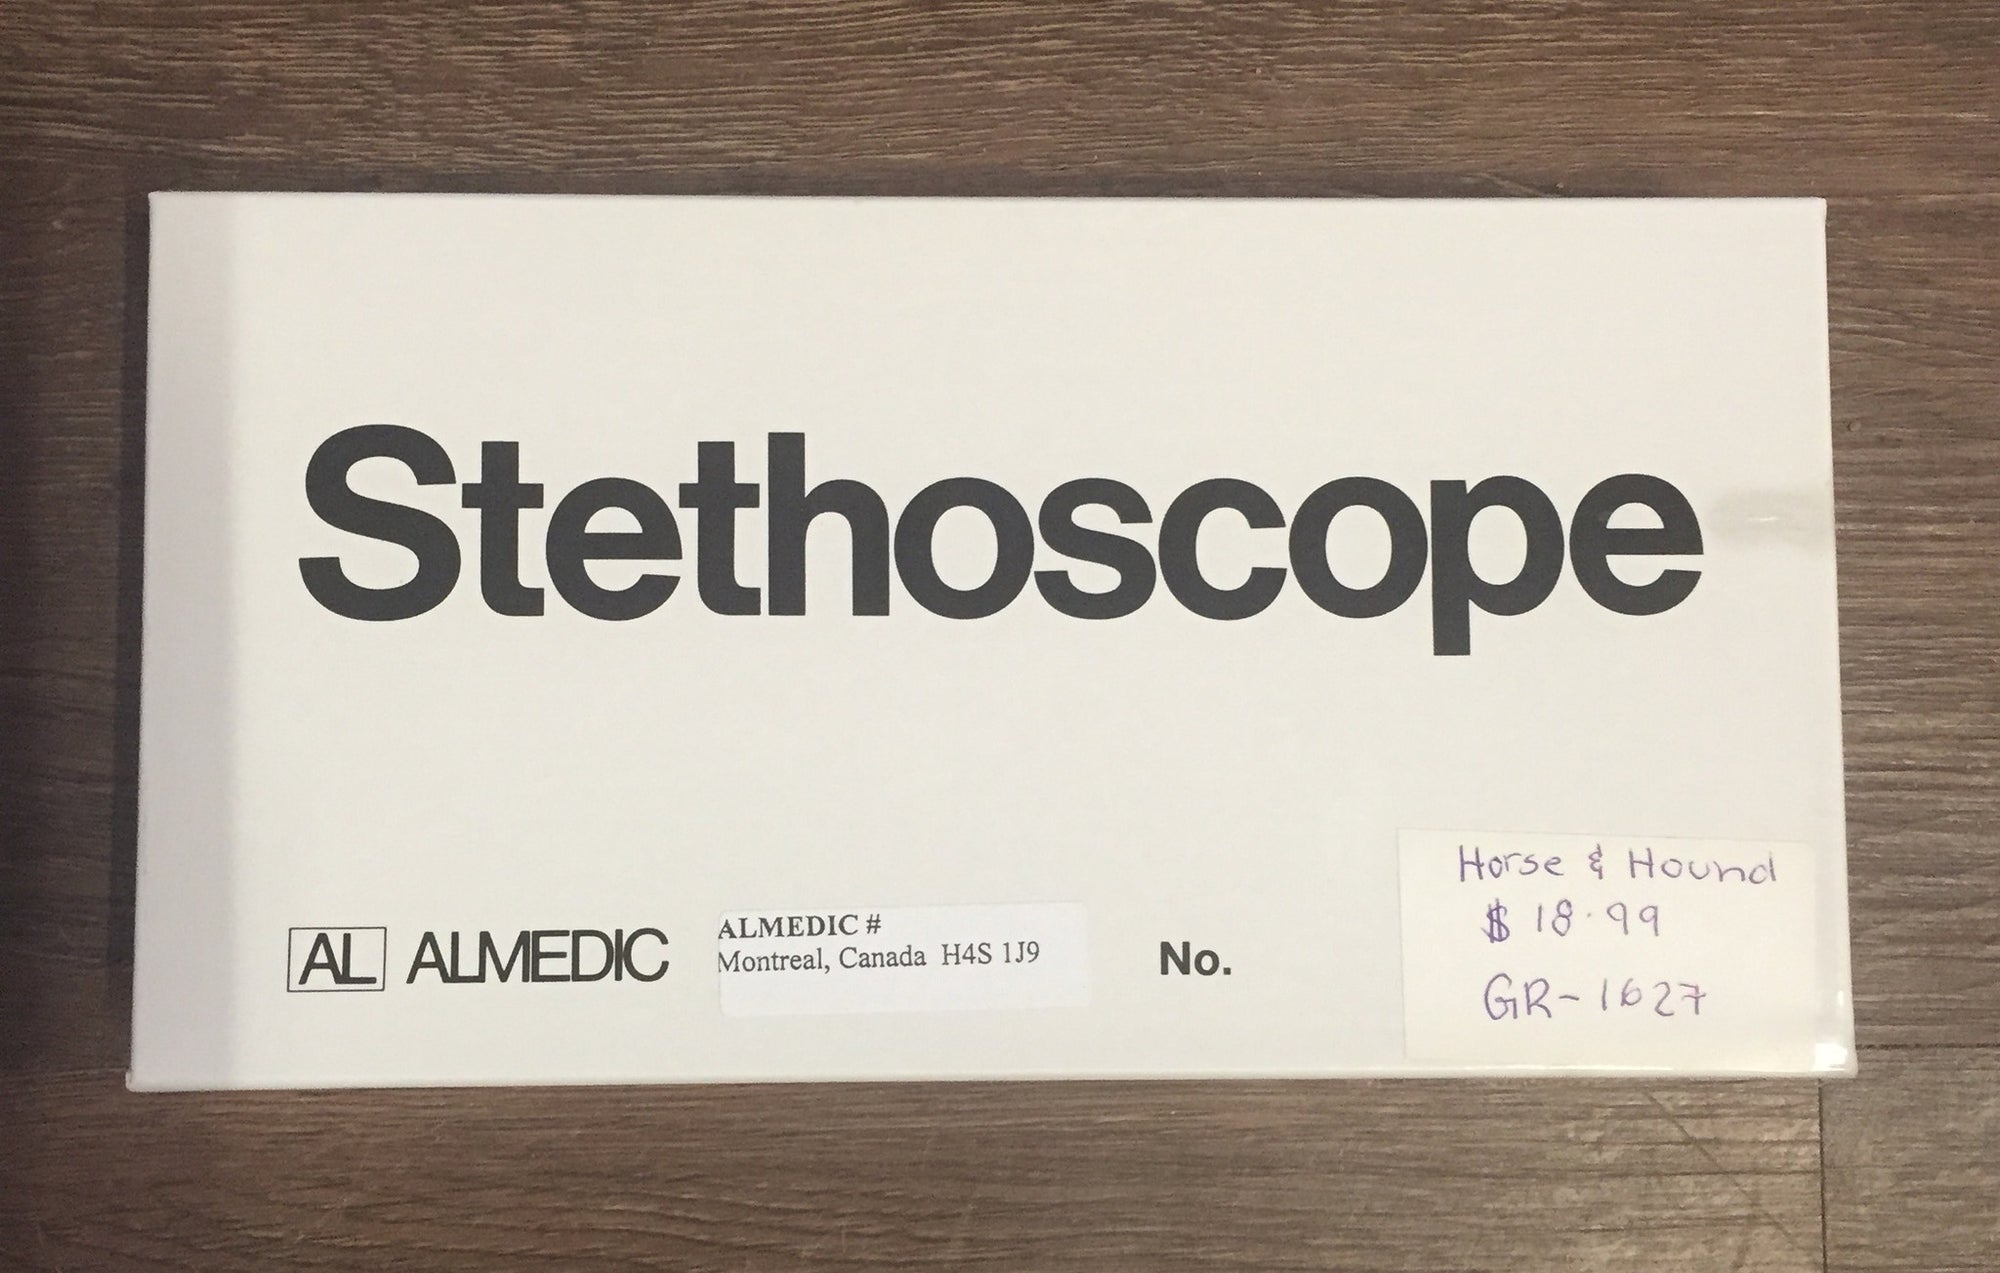 Stethoscope
AL ALMEDIC
ALMEDIC #
Montreal, Canada H4S 1J9
No.
Horse & Hound
$ 18.99
GR-1627